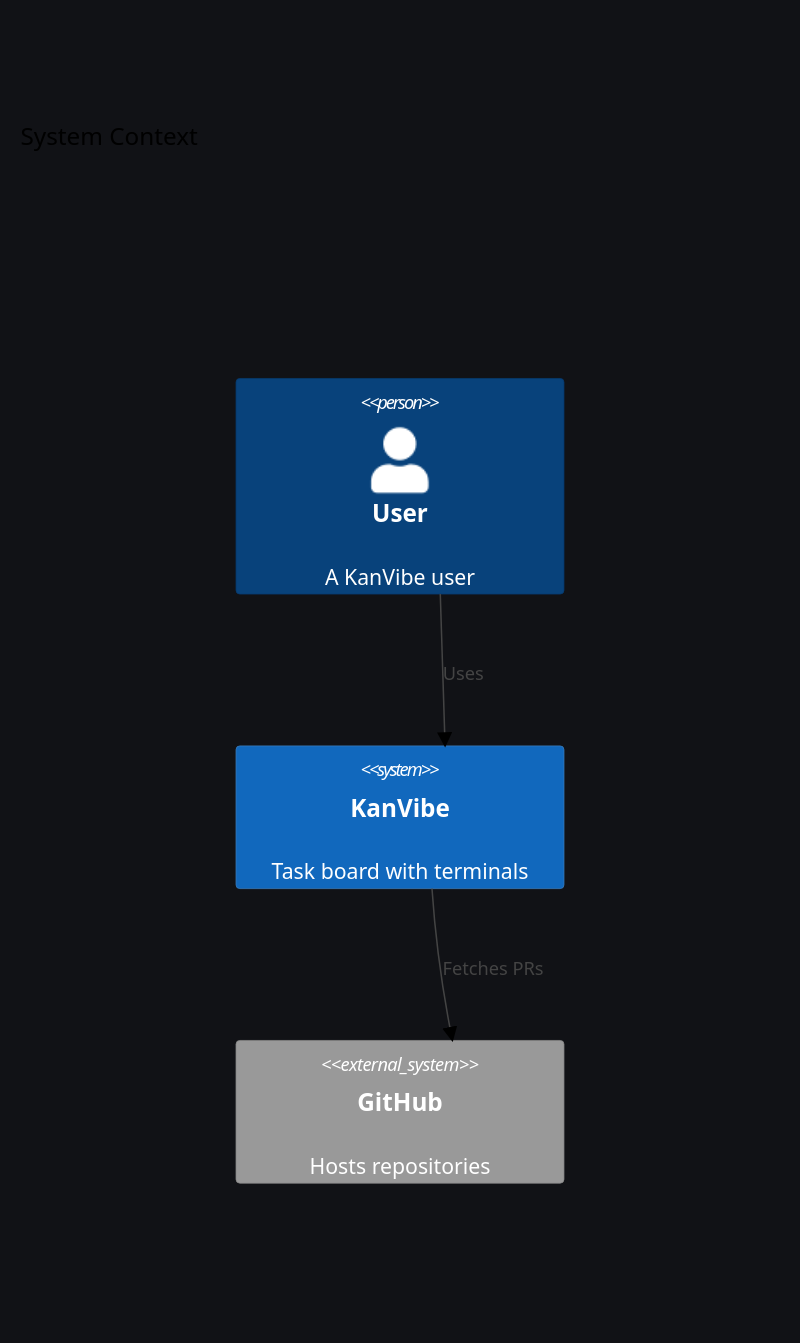 System Context
<<person>>
User
A KanVibe user
Uses
<<system>>
KanVibe
Task board with terminals
Fetches PRs
<<external_system>>
GitHub
Hosts repositories